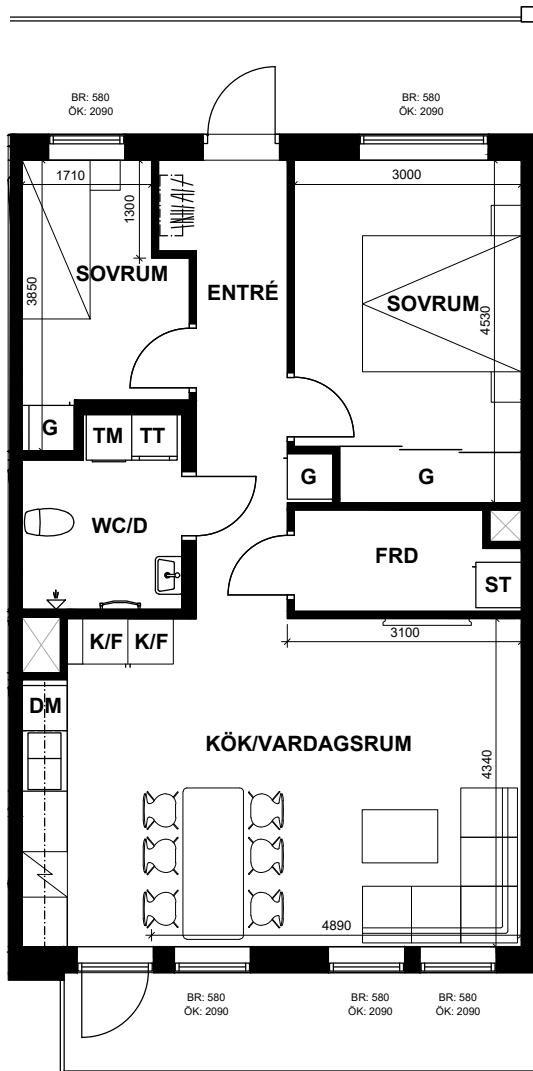 BR: 580
ÖK: 2090
BR: 580
ÖK: 2090
1710
3000
1300
SOVRUM
3850
ENTRÉ
SOVRUM
4530
G
TM
TT
G
G
WC/D
FRD
ST
K/F
K/F
3100
DM
KÖK/VARDAGSRUM
4340
4890
BR: 580
ÖK: 2090
BR: 580
ÖK: 2090
BR: 580
ÖK: 2090